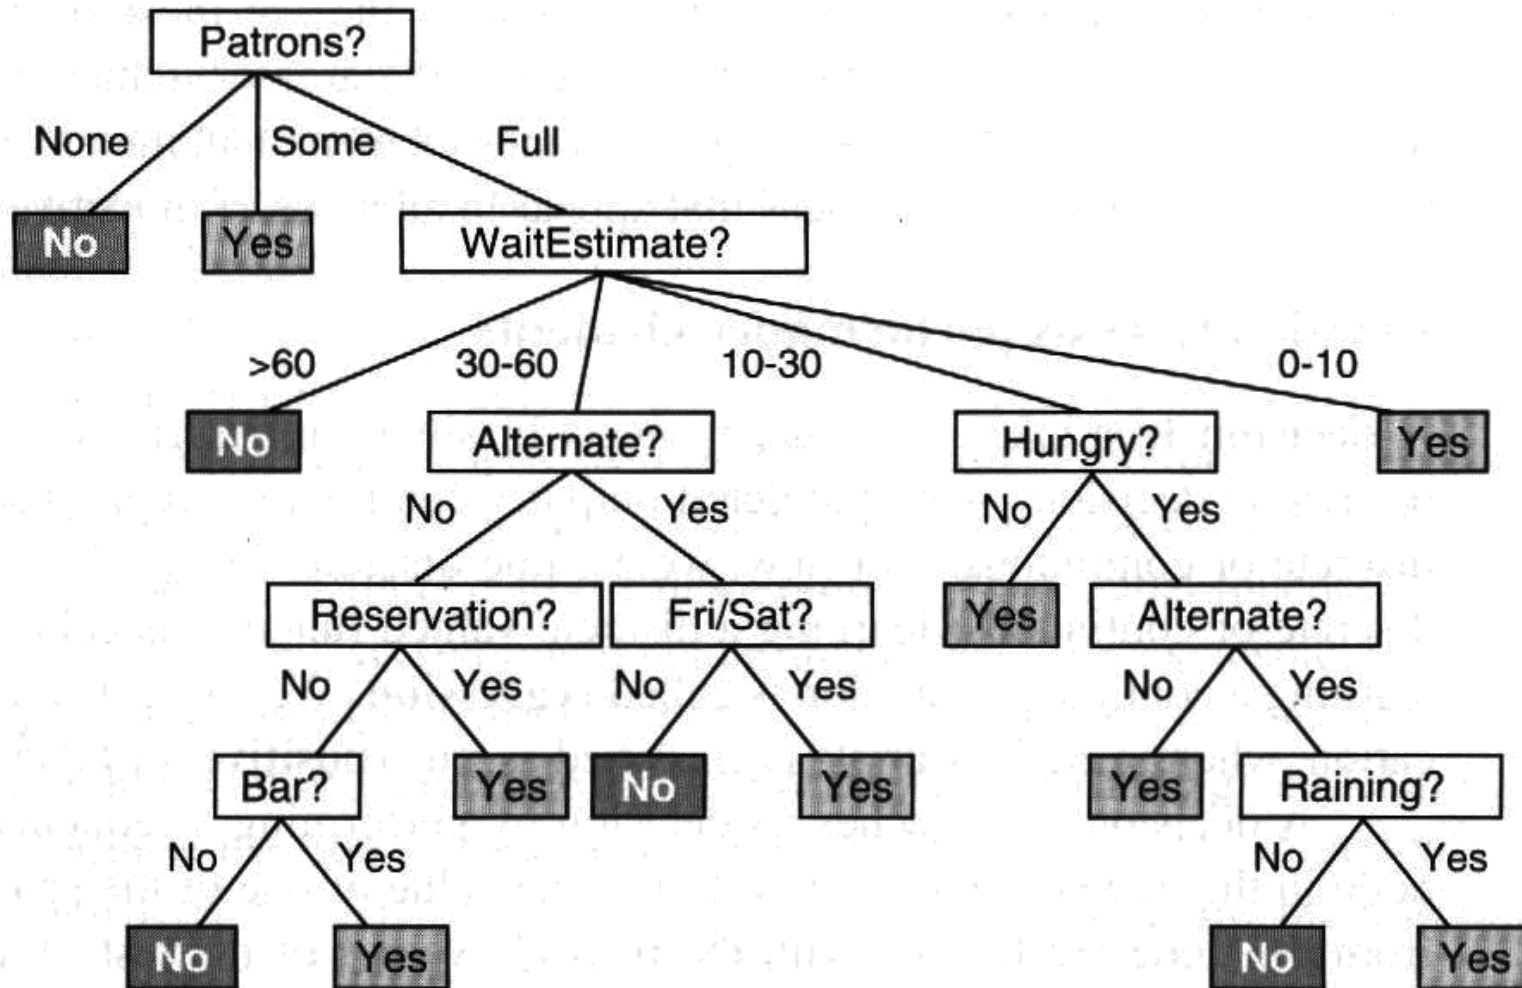 Patrons?
None Some Full
No Yes WaitEstimate?
>60 30-60 10-30 0-10
No Alternate? Hungry? Yes
No Yes No Yes
Reservation? Fri/Sat? Yes Alternate?
No Yes No Yes No Yes
Bar? Yes No Yes Yes Raining?
No Yes No Yes
No Yes No Yes